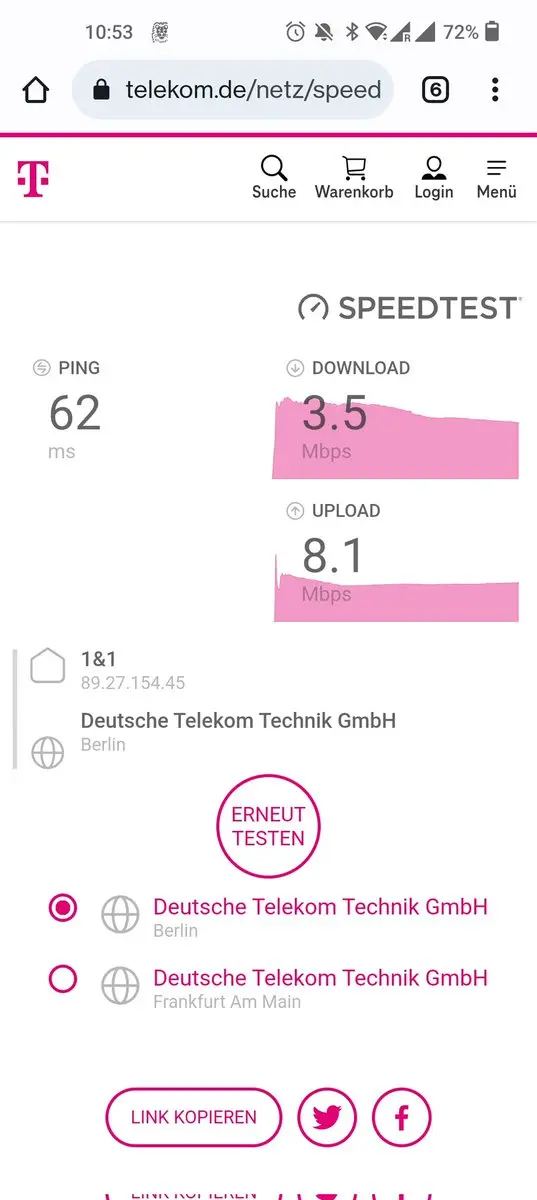 10:53
R
72%
telekom.de/netz/speed
6
T
Suche
Warenkorb
Login
Menü
SPEEDTEST
PING
62
ms
DOWNLOAD
3.5
Mbps
UPLOAD
8.1
Mbps
1&1
89.27.154.45
Deutsche Telekom Technik GmbH
Berlin
ERNEUT
TESTEN
Deutsche Telekom Technik GmbH
Berlin
Deutsche Telekom Technik GmbH
Frankfurt Am Main
LINK KOPIEREN
LINK KOPIEREN